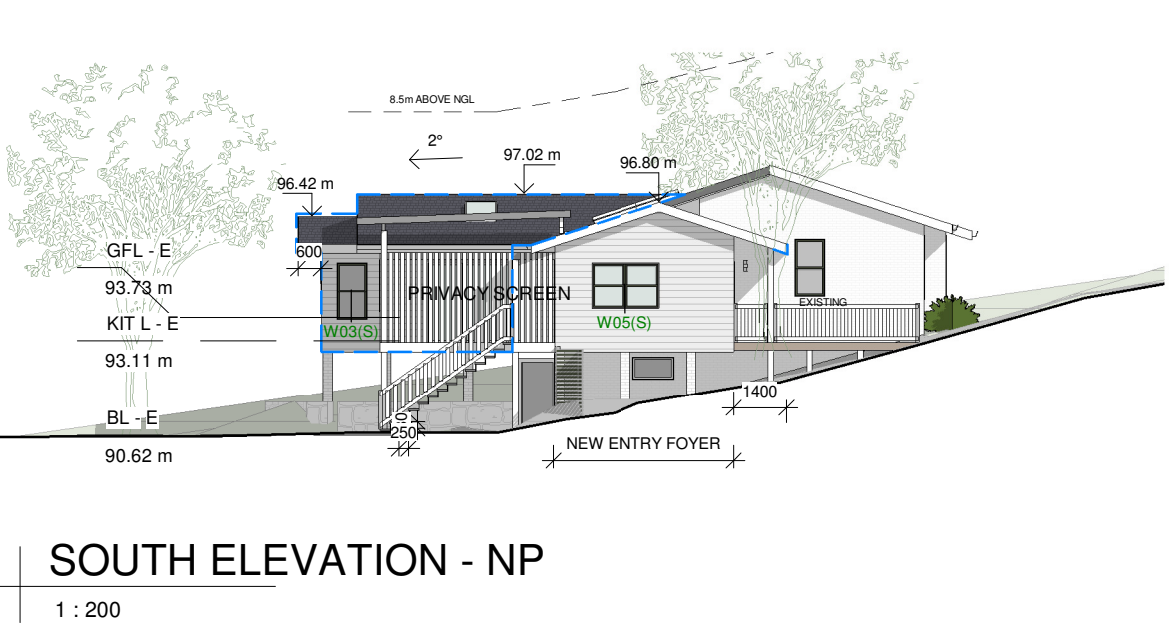 8.5m ABOVE NGL
2°
97.02 m
96.80 m
96.42 m
GFL - E
600
93.73 m
PRIVACY SCREEN
EXISTING
KIT L - E
W03(S)
W05(S)
93.11 m
1400
BL - E
250
NEW ENTRY FOYER
90.62 m
SOUTH ELEVATION - NP
1 : 200